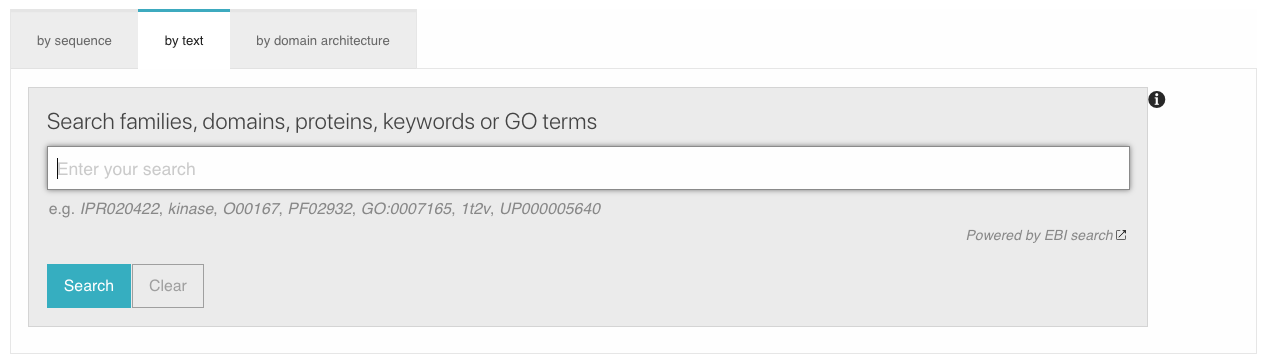 by sequence by text by domain architecture
Search families, domains, proteins, keywords or GO terms
Enter your search
e.g. IPR020422, kinase, O00167, PF02932, GO:0007165, 1t2v, UP000005640
Powered by EBI search
Search Clear